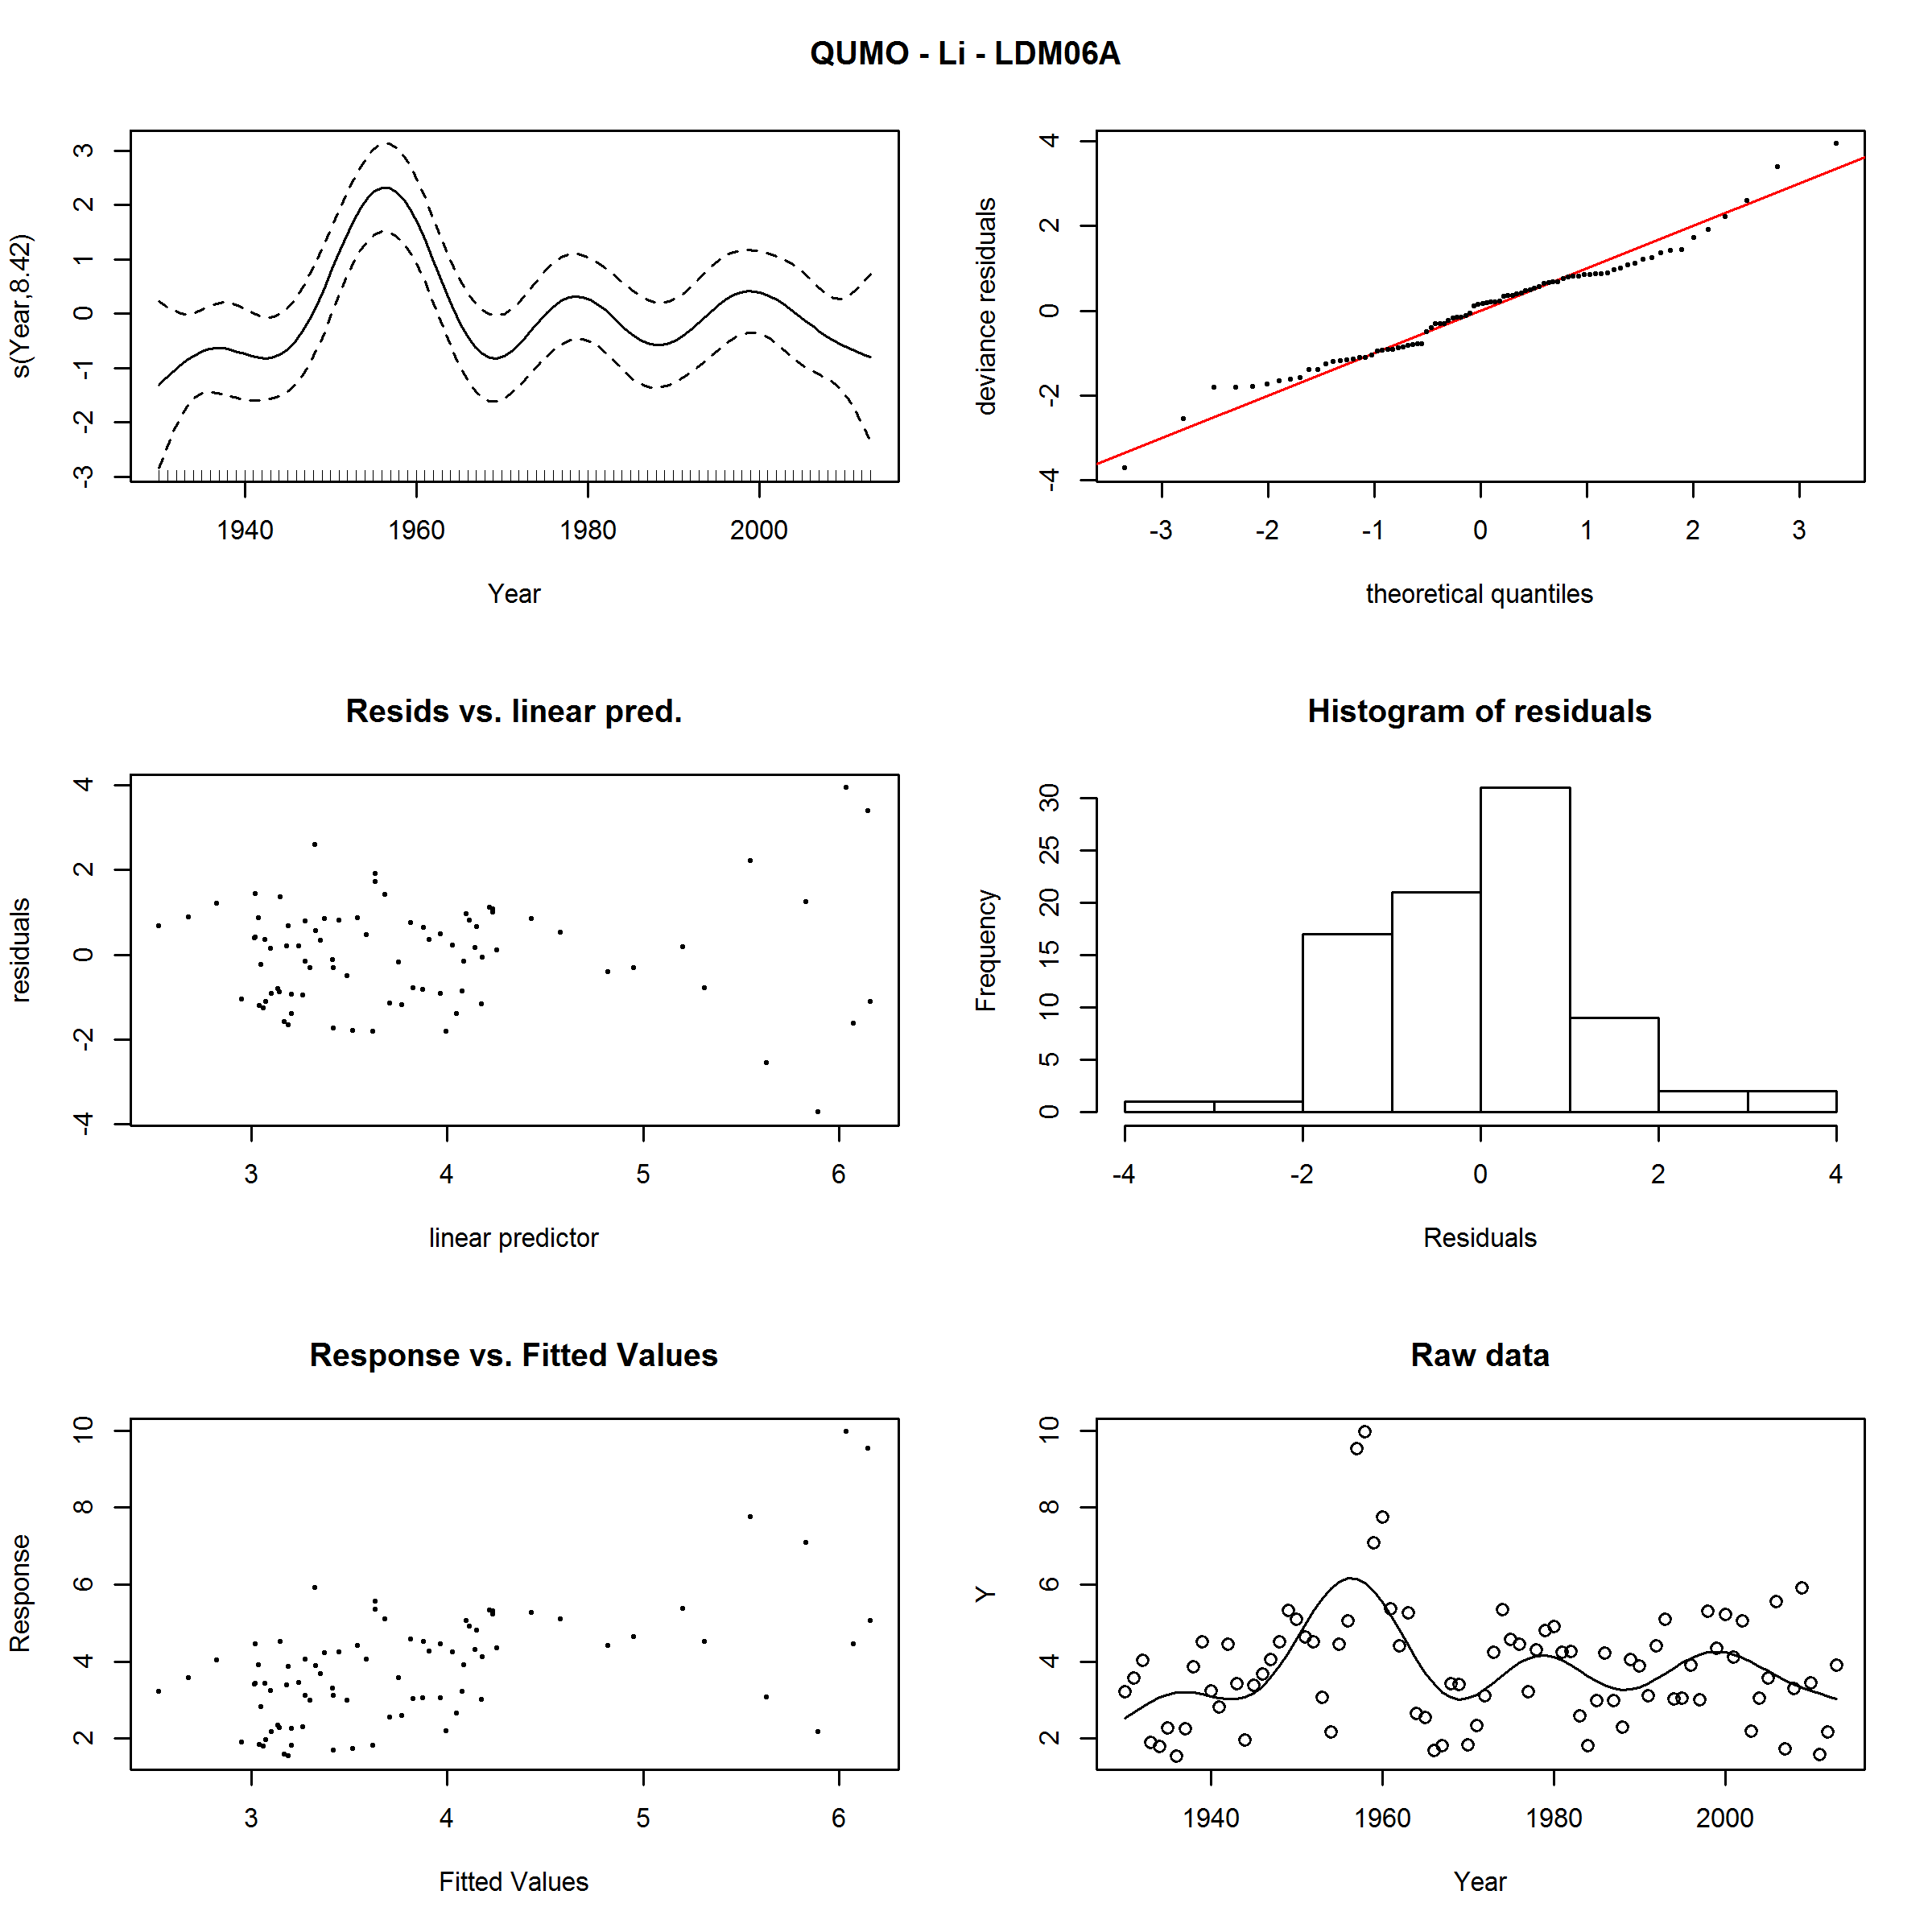 QUMO - Li - LDM06A
s(Year,8.42)
3
2
1
0
-1
-2
-3
1940 1960 1980 2000
Year
deviance residuals
4
2
0
-2
-4
-3 -2 -1 0 1 2 3
theoretical quantiles
Resids vs. linear pred.
residuals
4
2
0
-2
-4
3 4 5 6
linear predictor
Histogram of residuals
Frequency
30
25
20
15
10
5
0
-4 -2 0 2 4
Residuals
Response vs. Fitted Values
Response
10
8
6
4
2
3 4 5 6
Fitted Values
Raw data
Y
10
8
6
4
2
1940 1960 1980 2000
Year